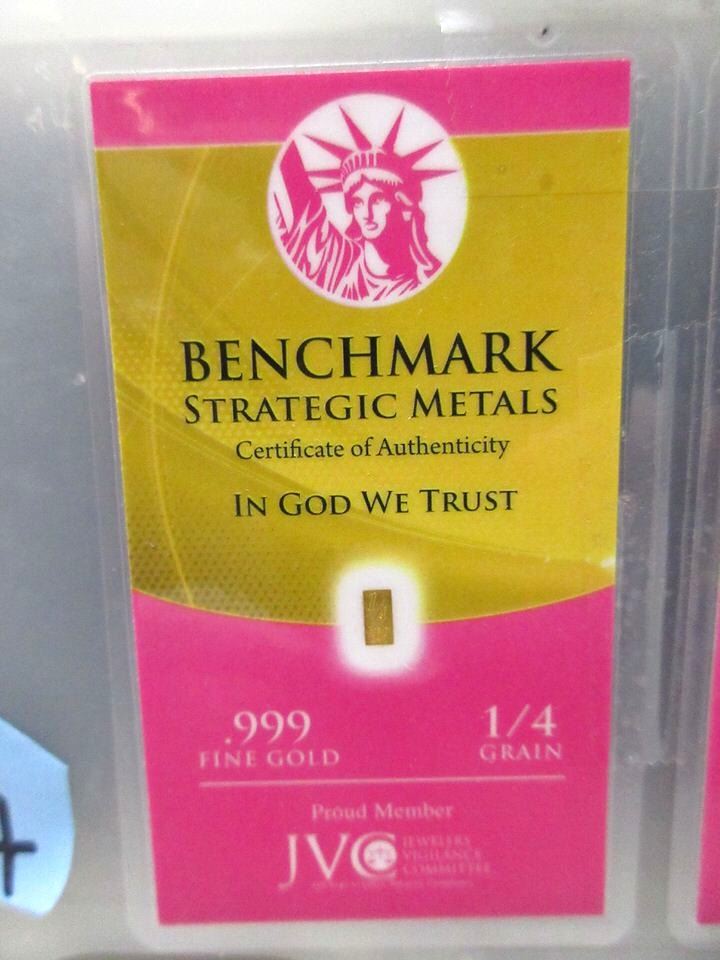 BENCHMARK
STRATEGIC METALS
Certificate of Authenticity
IN GOD WE TRUST
.999
FINE GOLD
1/4
GRAIN
Proud Member
JVC
JEWELERS
VIGILANCE
COMMITTEE